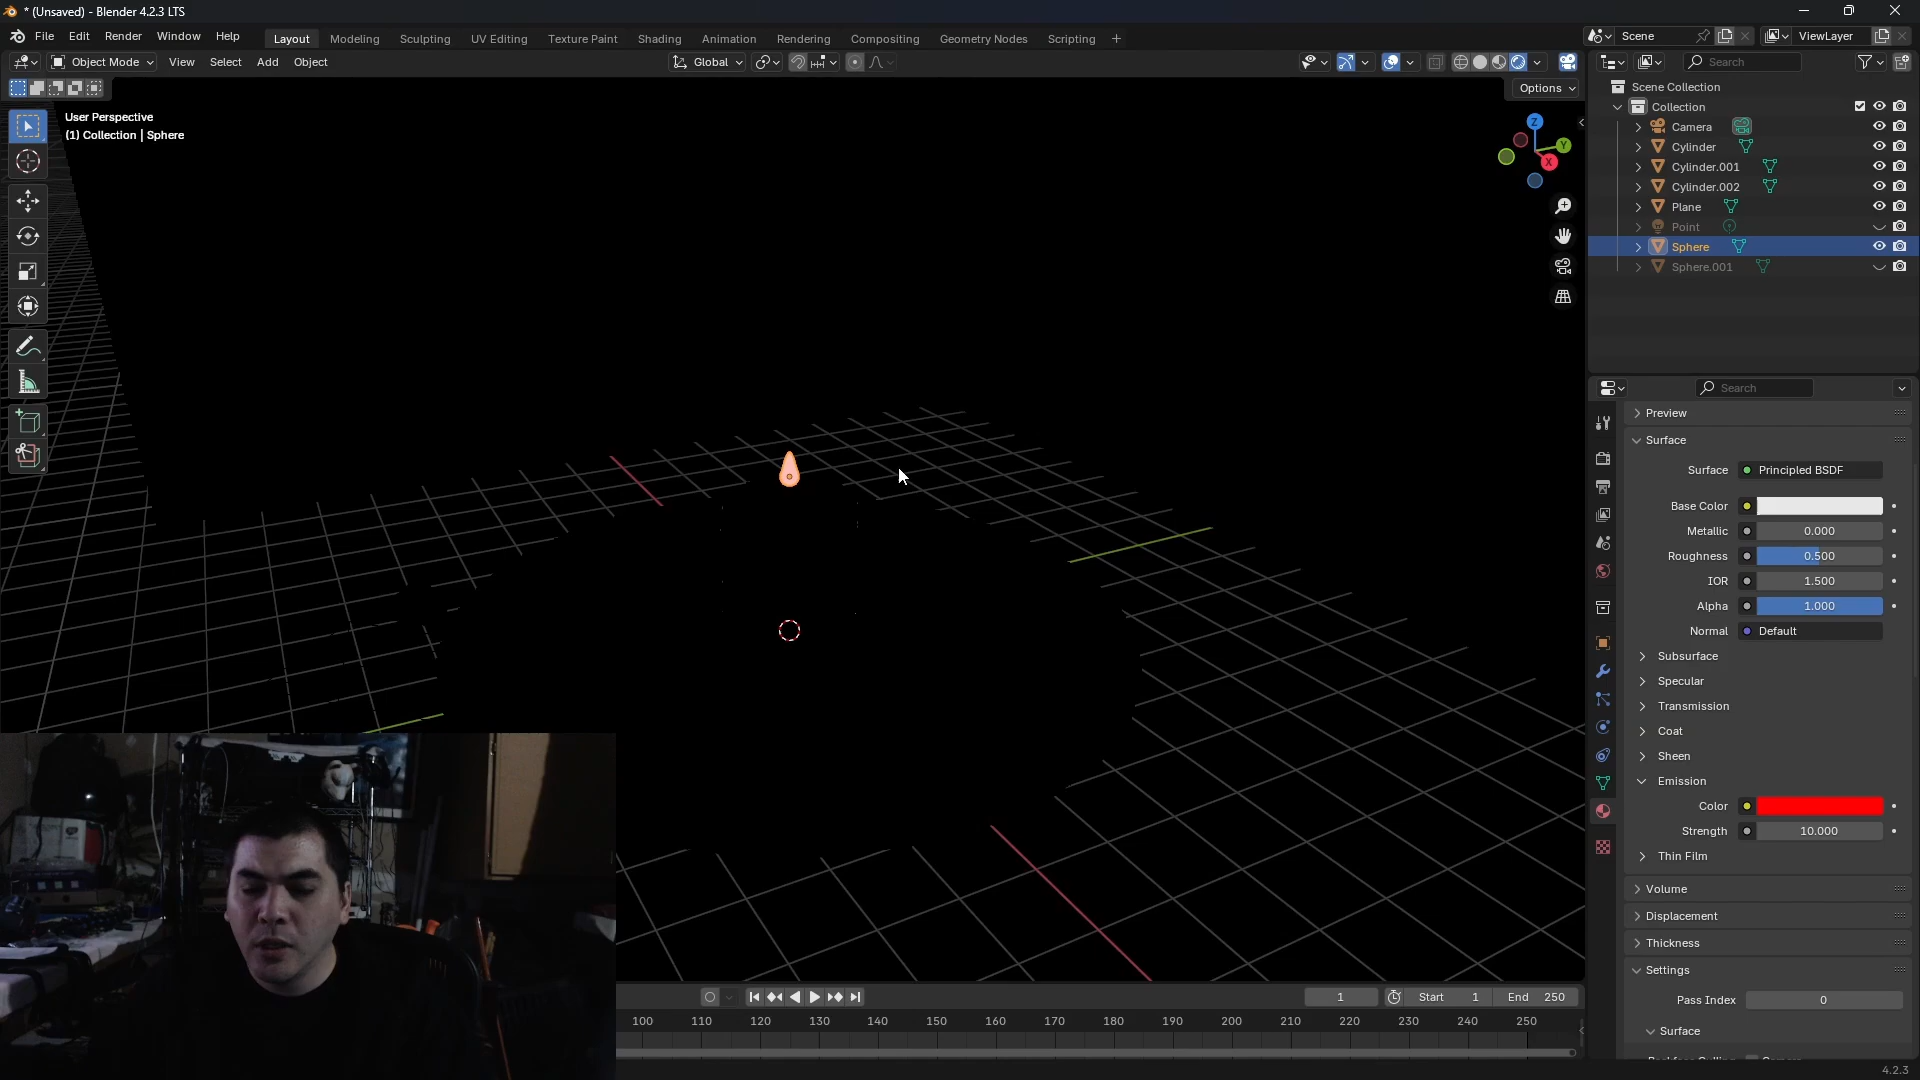 * (Unsaved) - Blender 4.2.3 LTS
File Edit Render Window Help
Layout Modeling Sculpting UV Editing Texture Paint Shading Animation Rendering Compositing Geometry Nodes Scripting +
Scene
ViewLayer
Object Mode View Select Add Object
Global
Search
Options
User Perspective
(1) Collection | Sphere
Z
Y
X
Scene Collection
Collection
Camera
Cylinder
Cylinder.001
Cylinder.002
Plane
Point
Sphere
Sphere.001
Search
Preview
Surface
Surface Principled BSDF
Base Color
Metallic 0.000
Roughness 0.500
IOR 1.500
Alpha 1.000
Normal Default
Subsurface
Specular
Transmission
Coat
Sheen
Emission
Color
Strength 10.000
Thin Film
Volume
Displacement
Thickness
Settings
Pass Index 0
Surface
1 Start 1 End 250
100 110 120 130 140 150 160 170 180 190 200 210 220 230 240 250
4.2.3